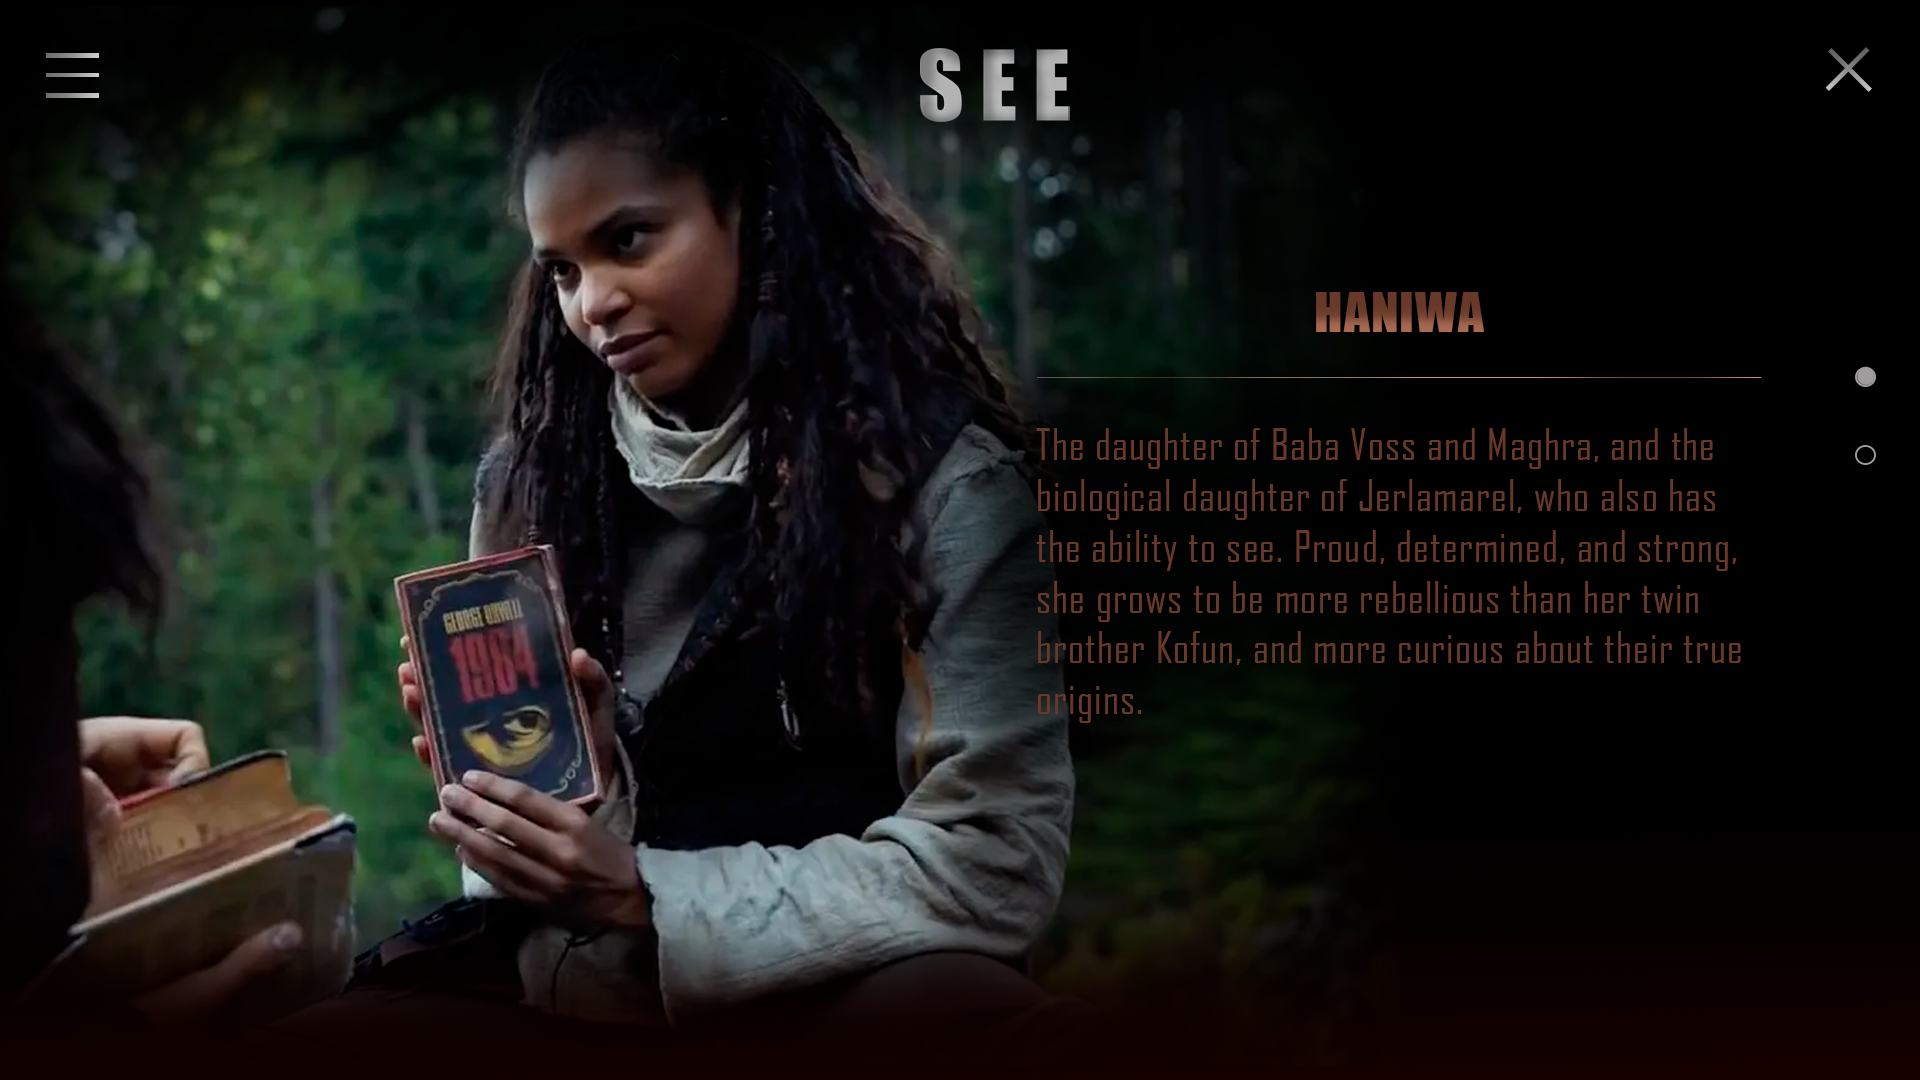 SEE
HANIWA
The daughter of Baba Voss and Maghra, and the
biological daughter of Jerlamarel, who also has
the ability to see. Proud, determined, and strong,
she grows to be more rebellious than her twin
brother Kofun, and more curious about their true
origins.
GEORGE ORWELL
1984